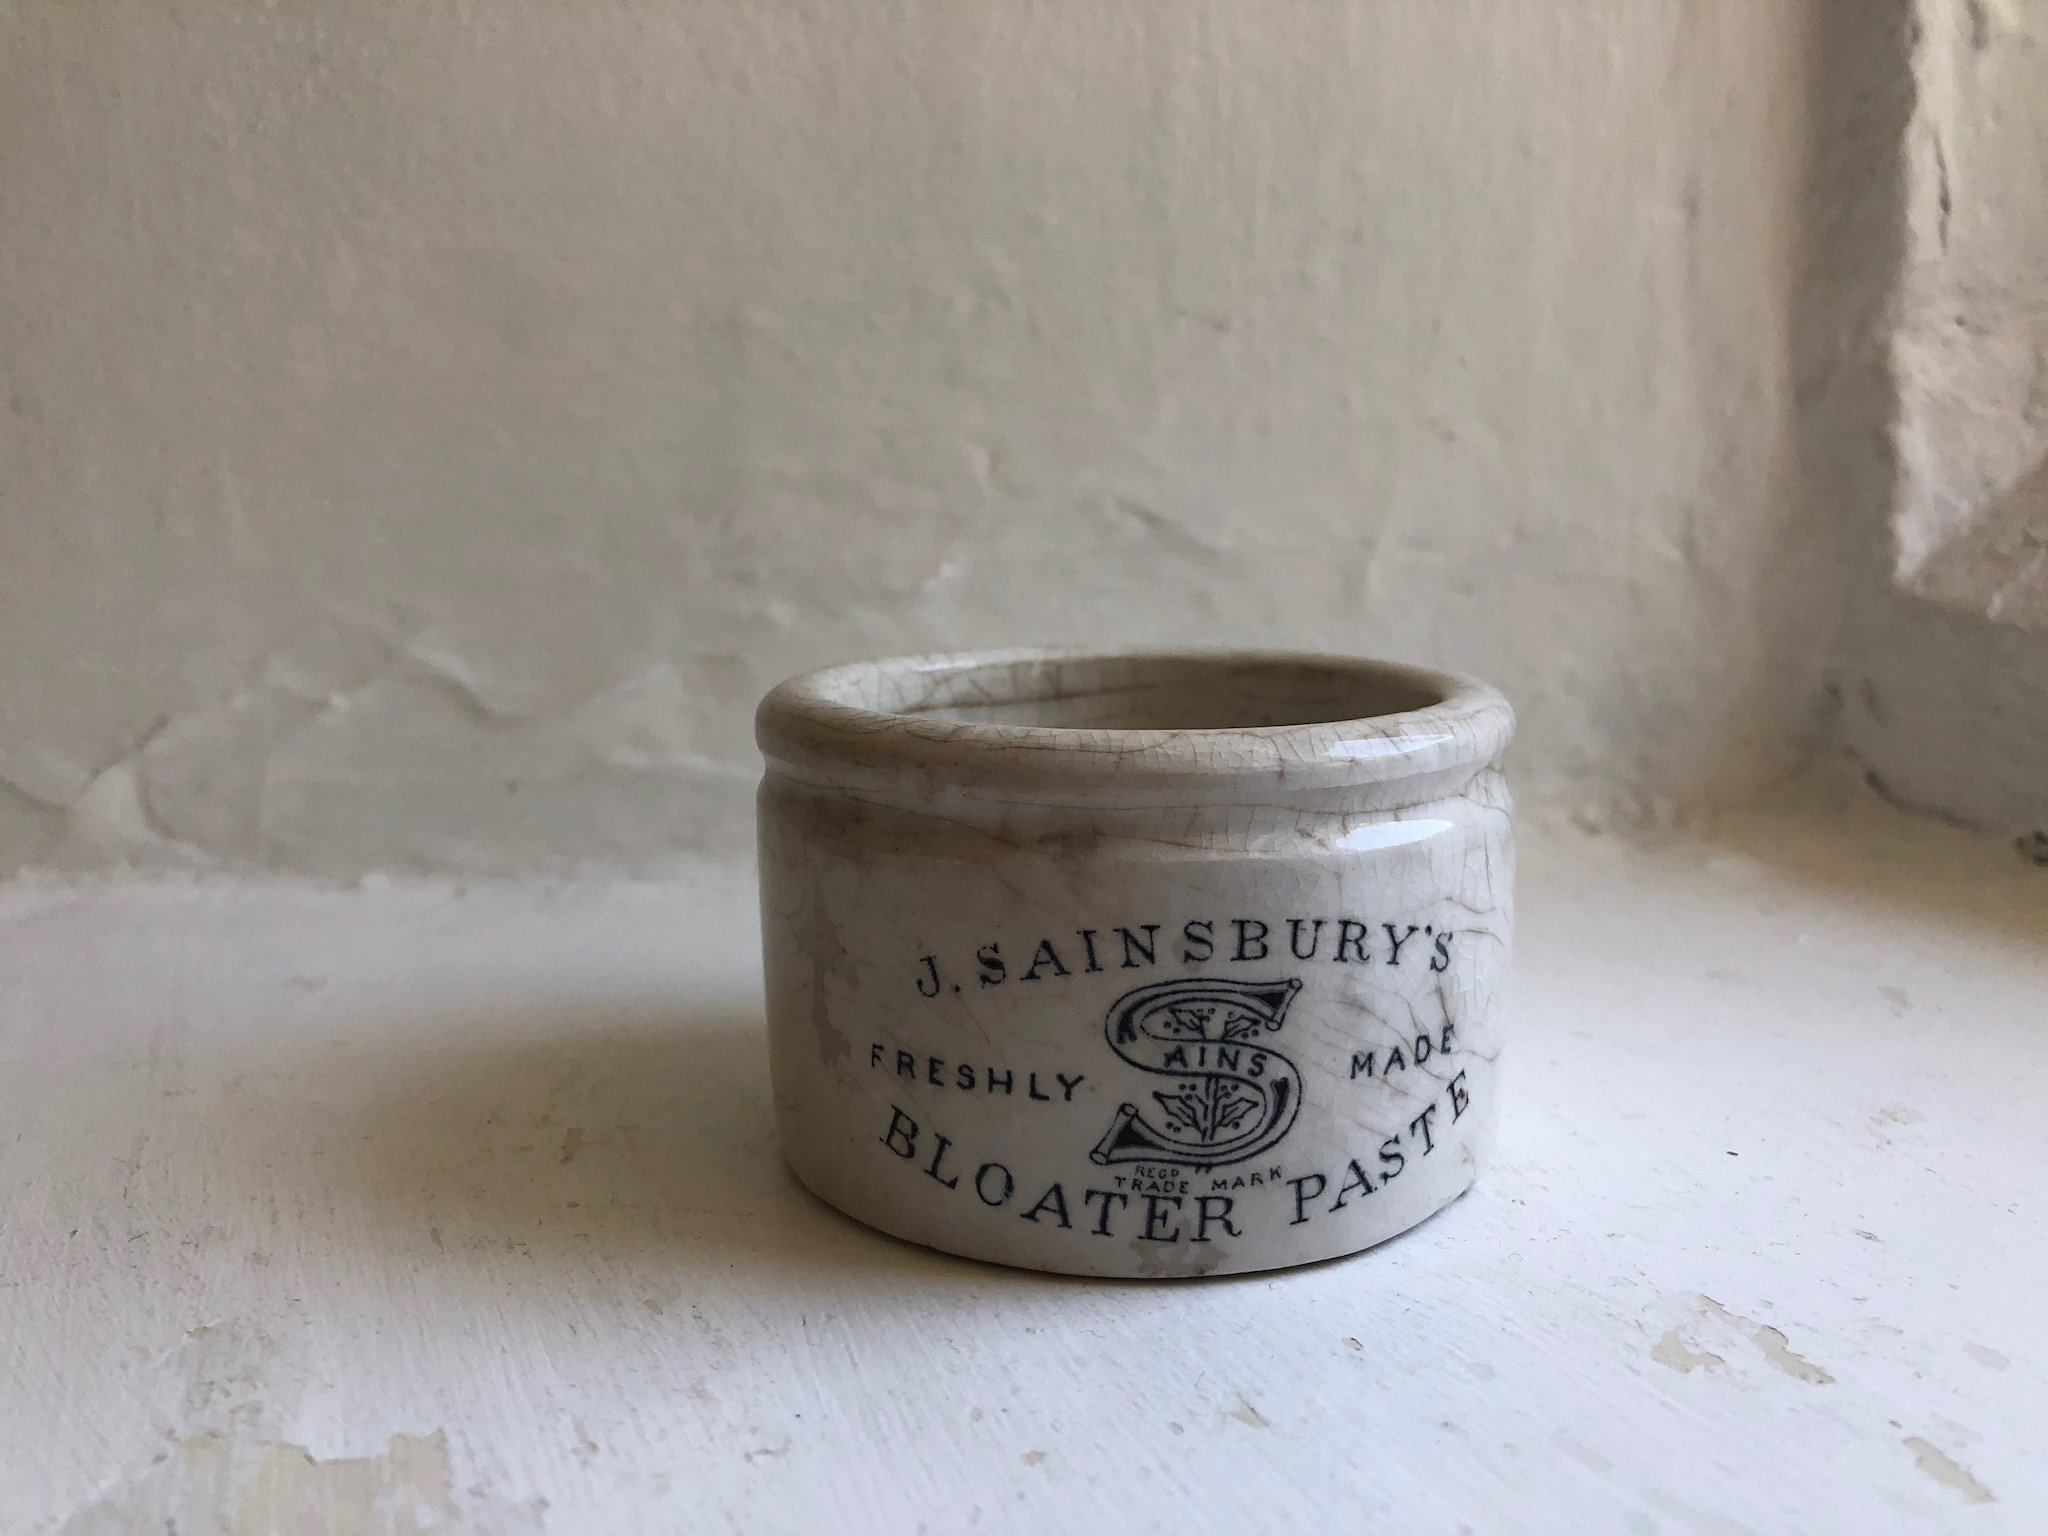 J. SAINSBURY'S
FRESHLY SAINS MADE
REGD
TRADE MARK
BLOATER PASTE